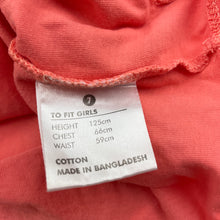 7
TO FIT GIRLS
HEIGHT 125cm
CHEST 66cm
WAIST 59cm
COTTON
MADE IN BANGLADESH